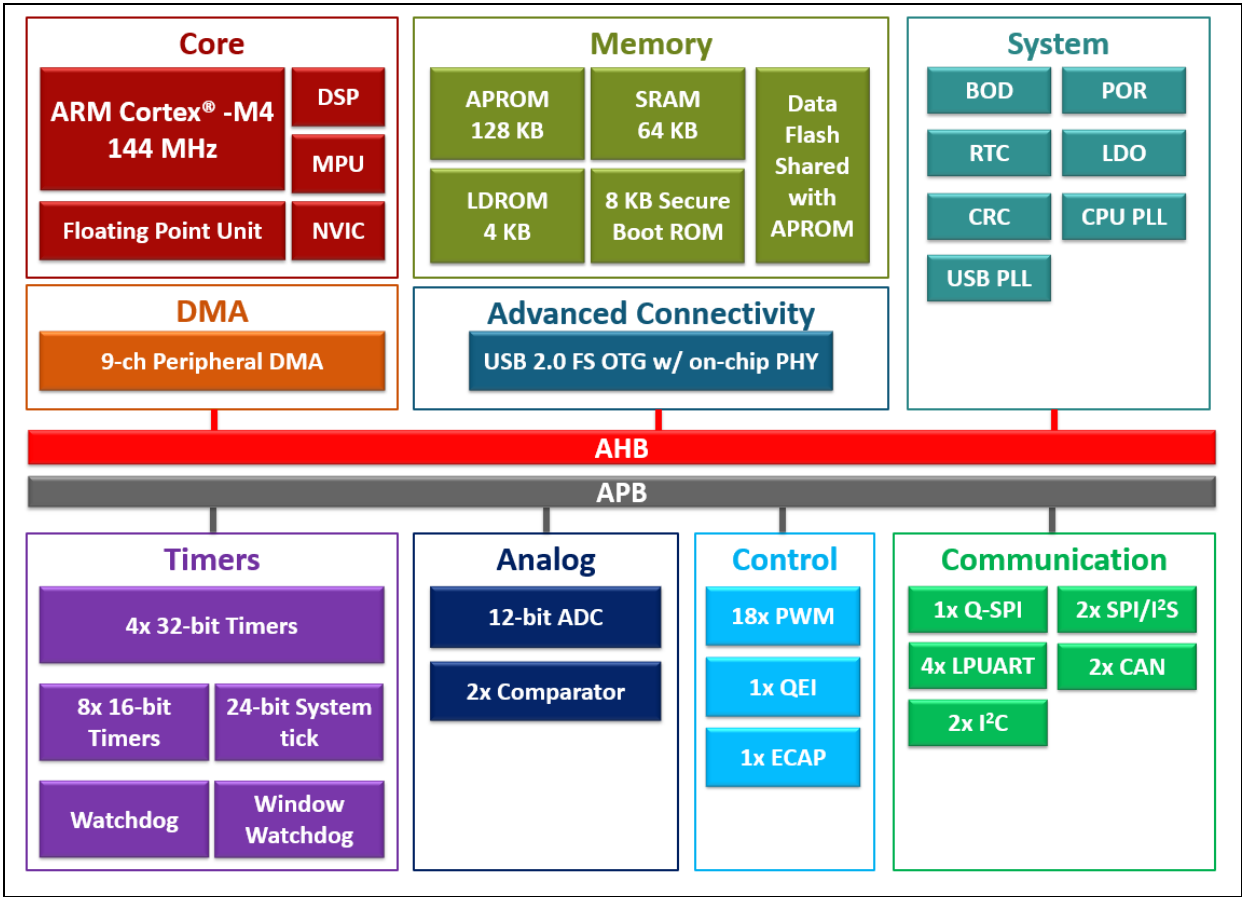 Core
ARM Cortex® -M4
144 MHz
DSP
MPU
Floating Point Unit
NVIC
Memory
APROM
128 KB
SRAM
64 KB
Data
Flash
Shared
with
APROM
LDROM
4 KB
8 KB Secure
Boot ROM
System
BOD
POR
RTC
LDO
CRC
CPU PLL
USB PLL
DMA
9-ch Peripheral DMA
Advanced Connectivity
USB 2.0 FS OTG w/ on-chip PHY
AHB
APB
Timers
4x 32-bit Timers
8x 16-bit
Timers
24-bit System
tick
Watchdog
Window
Watchdog
Analog
12-bit ADC
2x Comparator
Control
18x PWM
1x QEI
1x ECAP
Communication
1x Q-SPI
2x SPI/I²S
4x LPUART
2x CAN
2x I²C